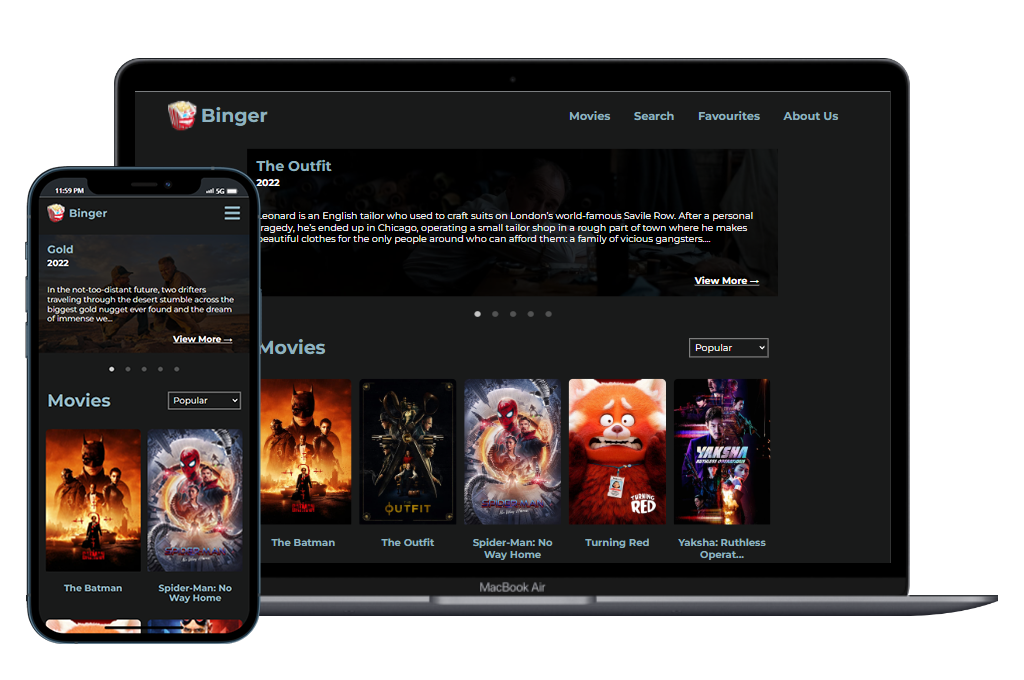 Binger
Movies Search Favourites About Us
The Outfit
2022
Leonard is an English tailor who used to craft suits on London's world-famous Savile Row. After a personal
tragedy, he's ended up in Chicago, operating a small tailor shop in a rough part of town where he makes
beautiful clothes for the only people around who can afford them: a family of vicious gangsters....
View More →
Movies
Popular
OUTFIT
SPIDER-MAN
TURNING
RED
YAKSHA
The Batman
The Outfit
Spider-Man: No
Way Home
Turning Red
Yaksha: Ruthless
Operat...
MacBook Air
11:59 PM
5G
Binger
Gold
2022
In the not-too-distant future, two drifters
traveling through the desert stumble across the
biggest gold nugget ever found and the dream
of immense we...
View More →
Movies
Popular
SPIDER-MAN
The Batman
Spider-Man: No
Way Home